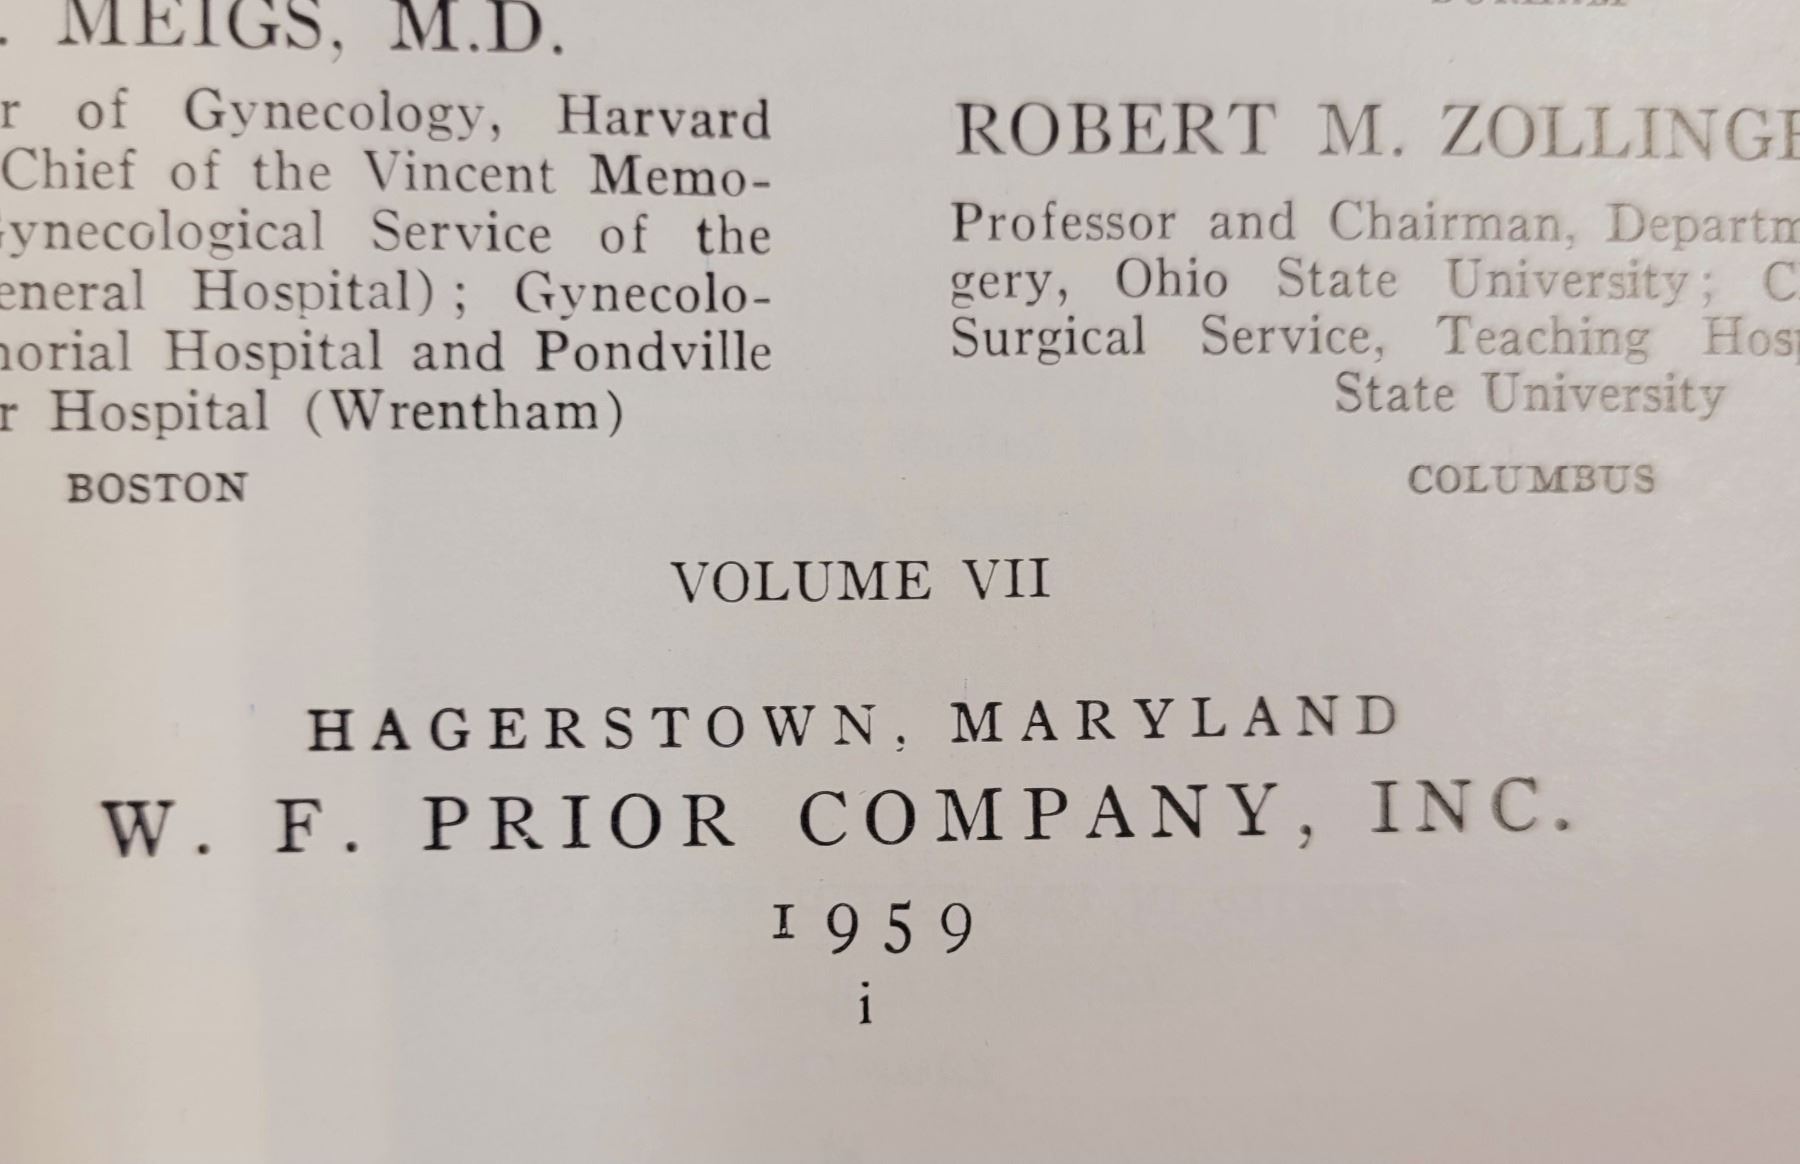 . MEIGS, M.D.
r of Gynecology, Harvard
Chief of the Vincent Memo-
ynecological Service of the
eneral Hospital) ; Gynecolo-
orial Hospital and Pondville
r Hospital (Wrentham)
BOSTON
ROBERT M. ZOLLINGE
Professor and Chairman, Departm
gery, Ohio State University; C
Surgical Service, Teaching Hosp
State University
COLUMBUS
VOLUME VII
HAGERSTOWN, MARYLAND
W. F. PRIOR COMPANY, INC.
1959
i